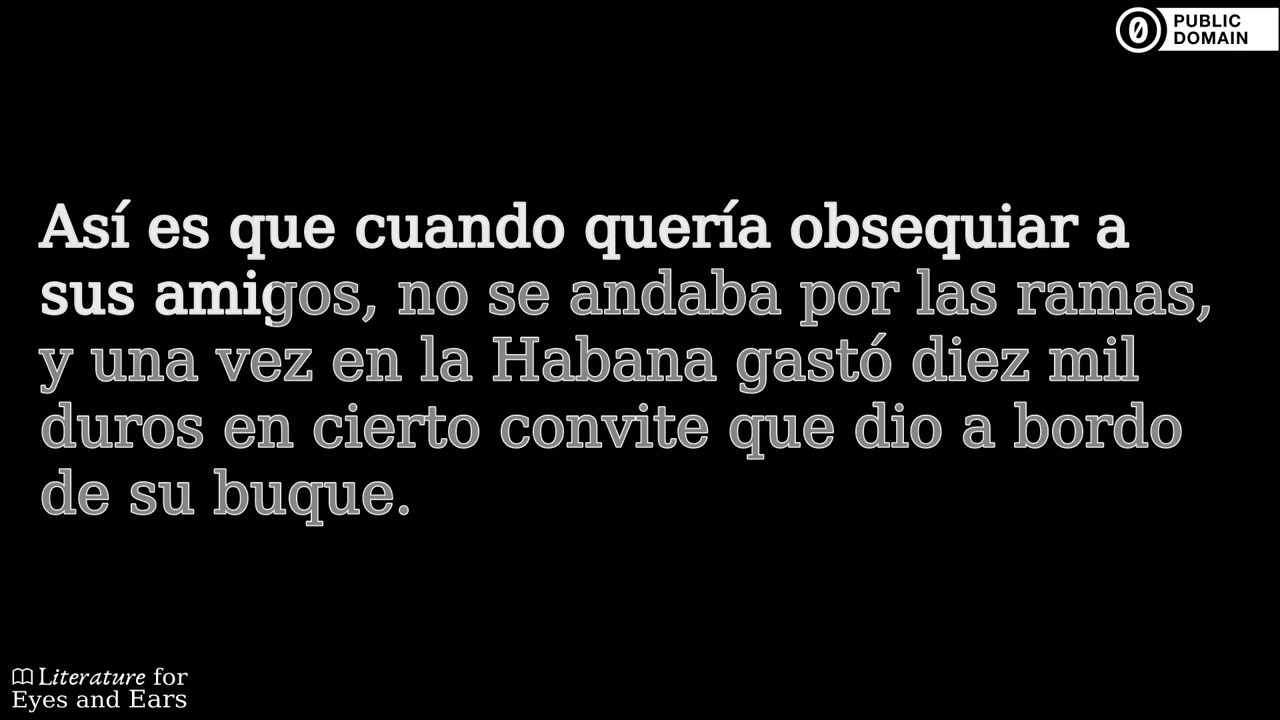 PUBLIC
DOMAIN
Así es que cuando quería obsequiar a
sus amigos, no se andaba por las ramas,
y una vez en la Habana gastó diez mil
duros en cierto convite que dio a bordo
de su buque.
Literature for
Eyes and Ears